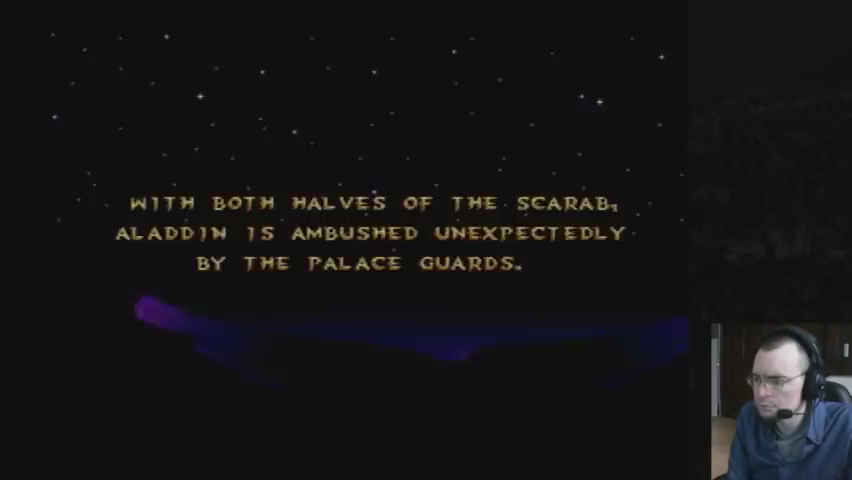 WITH BOTH HALVES OF THE SCARAB,
ALADDIN IS AMBUSHED UNEXPECTEDLY
BY THE PALACE GUARDS.